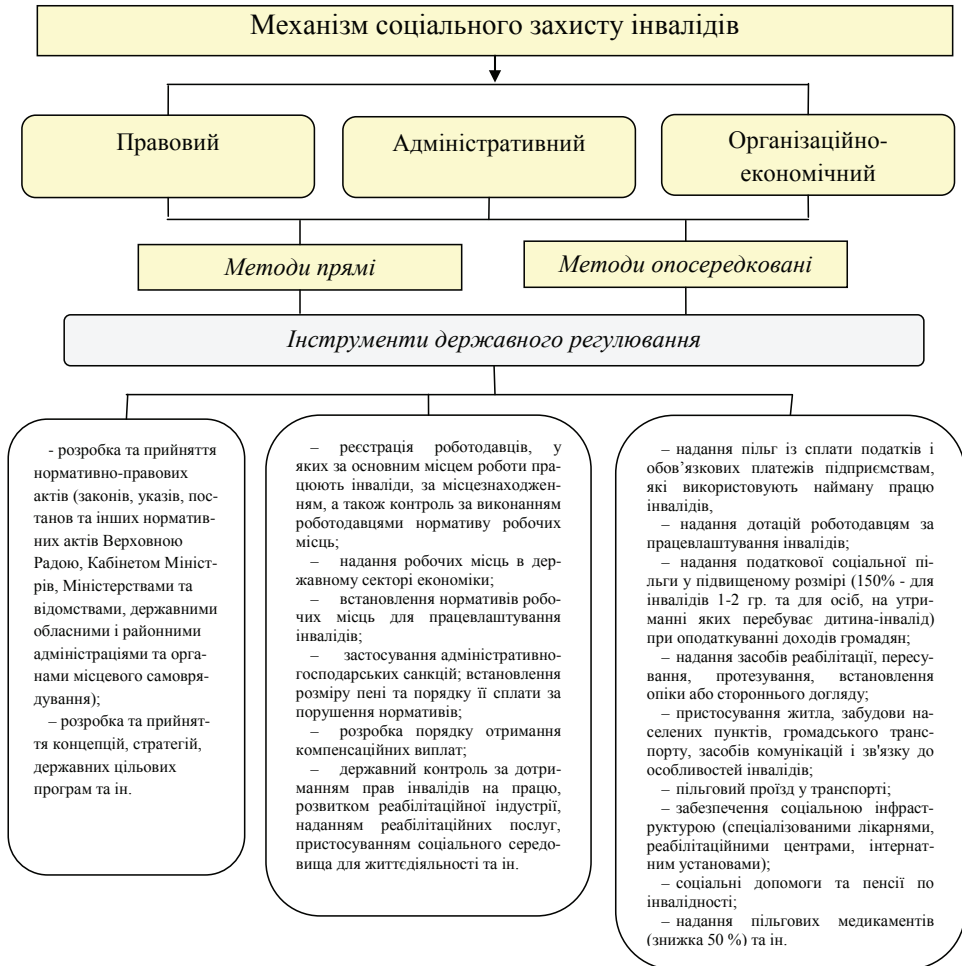 Механізм соціального захисту інвалідів
Правовий
Адміністративний
Організаційно-
економічний
Методи прямі
Методи опосередковані
Інструменти державного регулювання
- розробка та прийняття
нормативно-правових
актів (законів, указів, пос-
танов та інших норматив-
них актів Верховною
Радою, Кабінетом Мініст-
рів, Міністерствами та
відомствами, державними
обласними і районними
адміністраціями та орга-
нами місцевого самовря-
дування);
– розробка та прийнят-
тя концепцій, стратегій,
державних цільових
програм та ін.
– реєстрація роботодавців, у
яких за основним місцем роботи пра-
цюють інваліди, за місцезнаходжен-
ням, а також контроль за виконанням
роботодавцями нормативу робочих
місць;
– надання робочих місць в
державному секторі економіки;
– встановлення нормативів робо-
чих місць для працевлаштування
інвалідів;
– застосування адміністративно-
господарських санкцій; встановлення
розміру пені та порядку її сплати за
порушення нормативів;
– розробка порядку отримання
компенсаційних виплат;
– державний контроль за дотри-
манням прав інвалідів на працю,
розвитком реабілітаційної індустрії,
наданням реабілітаційних послуг,
пристосуванням соціального середо-
вища для життєдіяльності та ін.
– надання пільг із сплати податків і
обов’язкових платежів підприємствам,
які використовують найману працю
інвалідів,
– надання дотацій роботодавцям за
працевлаштування інвалідів;
– надання податкової соціальної пі-
льги у підвищеному розмірі (150% - для
інвалідів 1-2 гр. та для осіб, на утри-
манні яких перебуває дитина-інвалід)
при оподаткуванні доходів громадян;
– надання засобів реабілітації, пересу-
вання, протезування, встановлення
опіки або стороннього догляду;
– пристосування житла, забудови на-
селених пунктів, громадського транс-
порту, засобів комунікацій і зв'язку до
особливостей інвалідів;
– пільговий проїзд у транспорті;
– забезпечення соціальною інфраст-
руктурою (спеціалізованими лікарнями,
реабілітаційними центрами, інтернат-
ним установами);
– соціальні допомоги та пенсії по
інвалідності;
– надання пільгових медикаментів
(знижка 50 %) та ін.